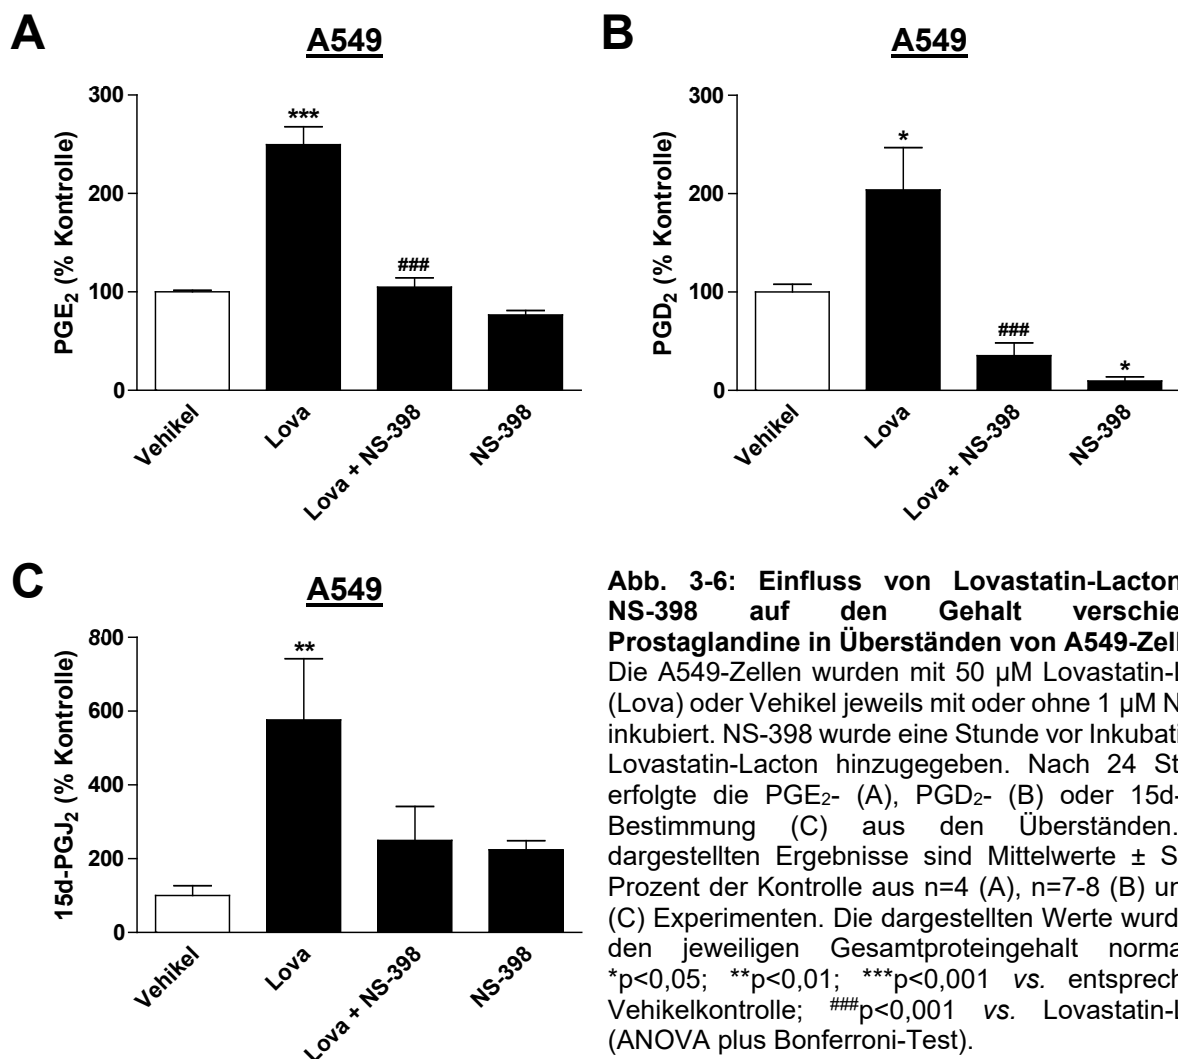 A
A549
PGE2 (% Kontrolle)
300
200
100
0
***
###
Vehikel
Lova
Lova + NS-398
NS-398
B
A549
PGD2 (% Kontrolle)
300
200
100
0
*
###
*
Vehikel
Lova
Lova + NS-398
NS-398
C
A549
15d-PGJ2 (% Kontrolle)
800
600
400
200
0
**
Vehikel
Lova
Lova + NS-398
NS-398
Abb. 3-6: Einfluss von Lovastatin-Lacton
NS-398 auf den Gehalt verschie
Prostaglandine in Überständen von A549-Zell
Die A549-Zellen wurden mit 50 µM Lovastatin-L
(Lova) oder Vehikel jeweils mit oder ohne 1 µM N
inkubiert. NS-398 wurde eine Stunde vor Inkubati
Lovastatin-Lacton hinzugegeben. Nach 24 St
erfolgte die PGE2- (A), PGD2- (B) oder 15d-
Bestimmung (C) aus den Überständen.
dargestellten Ergebnisse sind Mittelwerte ± S
Prozent der Kontrolle aus n=4 (A), n=7-8 (B) un
(C) Experimenten. Die dargestellten Werte wurd
den jeweiligen Gesamtproteingehalt norma
*p<0,05; **p<0,01; ***p<0,001 vs. entsprech
Vehikelkontrolle; ###p<0,001 vs. Lovastatin-L
(ANOVA plus Bonferroni-Test).